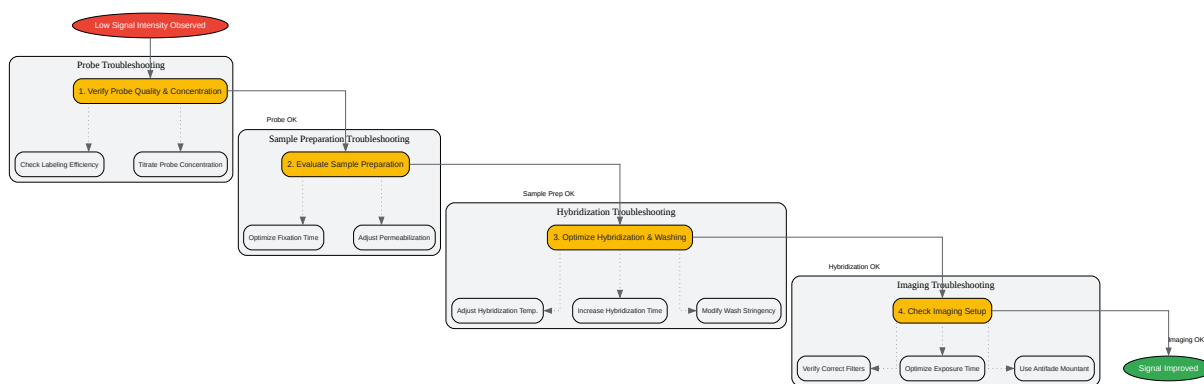 Low Signal Intensity Observed
Probe Troubleshooting
1. Verify Probe Quality & Concentration
Check Labeling Efficiency
Titrate Probe Concentration
Probe OK
Sample Preparation Troubleshooting
2. Evaluate Sample Preparation
Optimize Fixation Time
Adjust Permeabilization
Sample Prep OK
Hybridization Troubleshooting
3. Optimize Hybridization & Washing
Adjust Hybridization Temp.
Increase Hybridization Time
Modify Wash Stringency
Hybridization OK
Imaging Troubleshooting
4. Check Imaging Setup
Verify Correct Filters
Optimize Exposure Time
Use Antifade Mountant
Imaging OK
Signal Improved